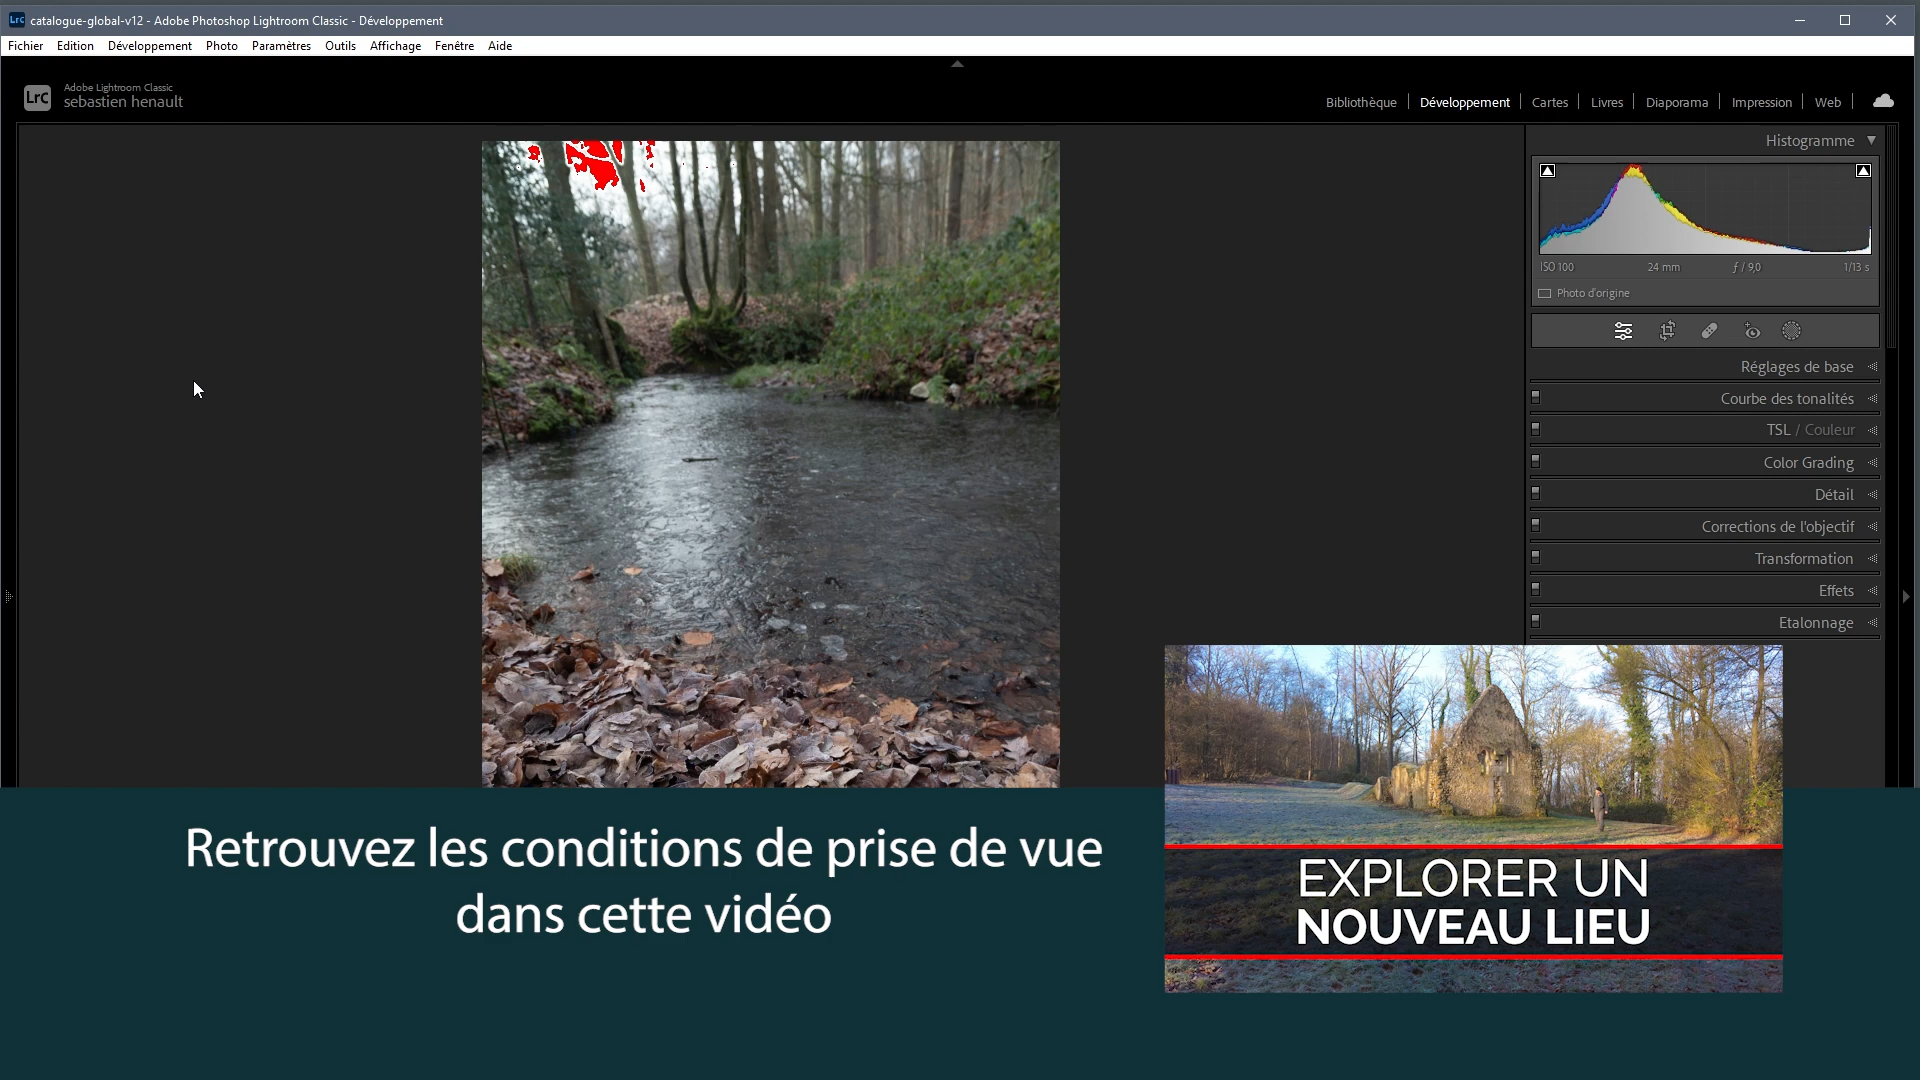 Lrc catalogue-global-v12 - Adobe Photoshop Lightroom Classic - Développement
Fichier Edition Développement Photo Paramètres Outils Affichage Fenêtre Aide
LrC
Adobe Lightroom Classic
sebastien henault
Bibliothèque | Développement | Cartes | Livres | Diaporama | Impression | Web |
Histogramme
ISO 100 24 mm ƒ / 9,0 1/13 s
Photo d'origine
Réglages de base
Courbe des tonalités
TSL / Couleur
Color Grading
Détail
Corrections de l'objectif
Transformation
Effets
Etalonnage
Retrouvez les conditions de prise de vue
dans cette vidéo
EXPLORER UN
NOUVEAU LIEU